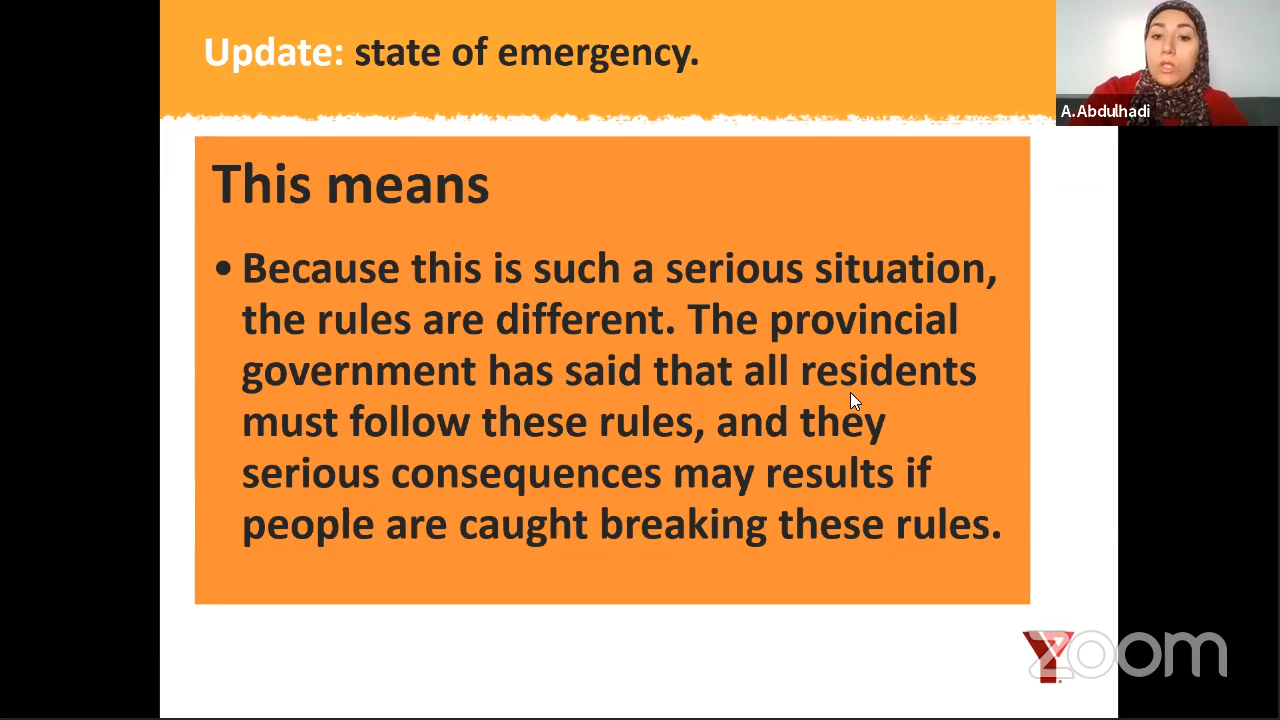 Update: state of emergency.
A.Abdulhadi
This means
• Because this is such a serious situation,
the rules are different. The provincial
government has said that all residents
must follow these rules, and they
serious consequences may results if
people are caught breaking these rules.
Y
zoom